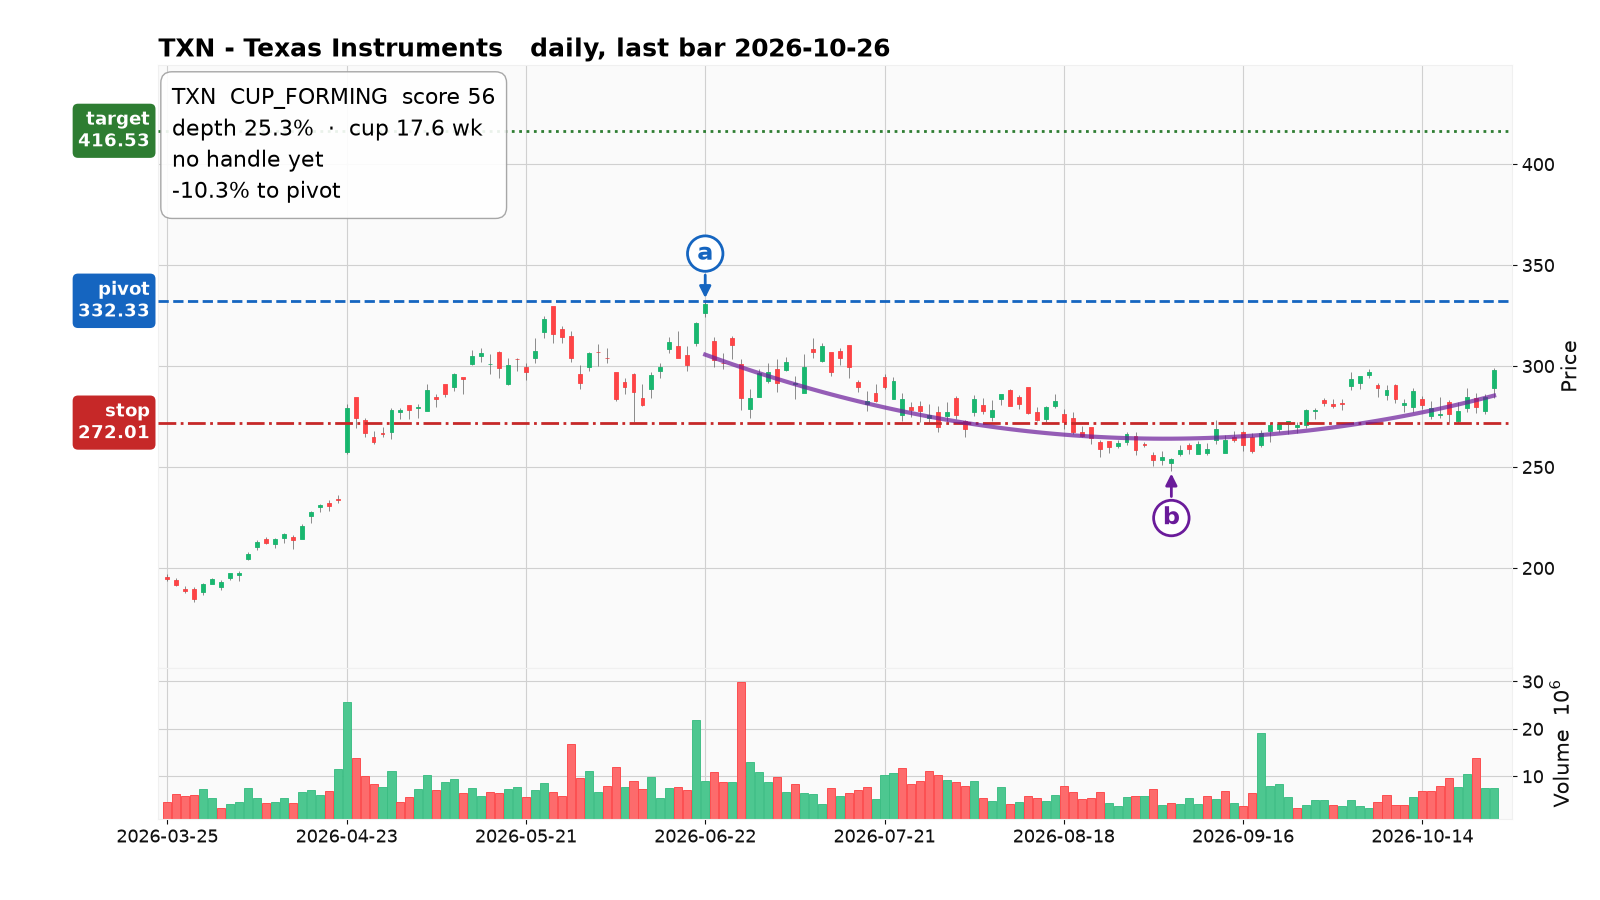 TXN - Texas Instruments   daily, last bar 2026-10-26
TXN  CUP_FORMING  score 56
depth 25.3%  ·  cup 17.6 wk
no handle yet
-10.3% to pivot
target
416.53
pivot
332.33
stop
272.01
a
b
400
350
300
250
200
Price
30
20
10
Volume  10⁶
2026-03-25
2026-04-23
2026-05-21
2026-06-22
2026-07-21
2026-08-18
2026-09-16
2026-10-14